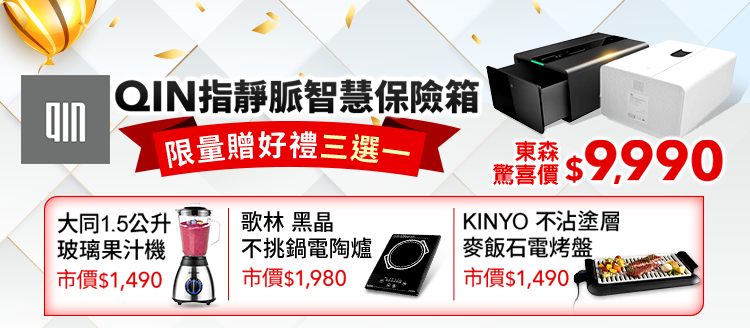 QIN
QIN指靜脈智慧保險箱
限量贈好禮三選一
東森
驚喜價 $9,990
大同1.5公升
玻璃果汁機
市價$1,490
歌林 黑晶
不挑鍋電陶爐
市價$1,980
KINYO 不沾塗層
麥飯石電烤盤
市價$1,490